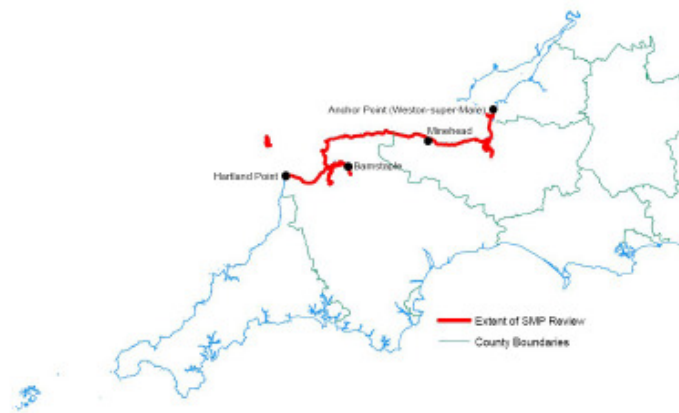 Anchor Point (Weston-super-Mare)
Minehead
Barnstaple
Hartland Point
Extent of SMP Review
County Boundaries